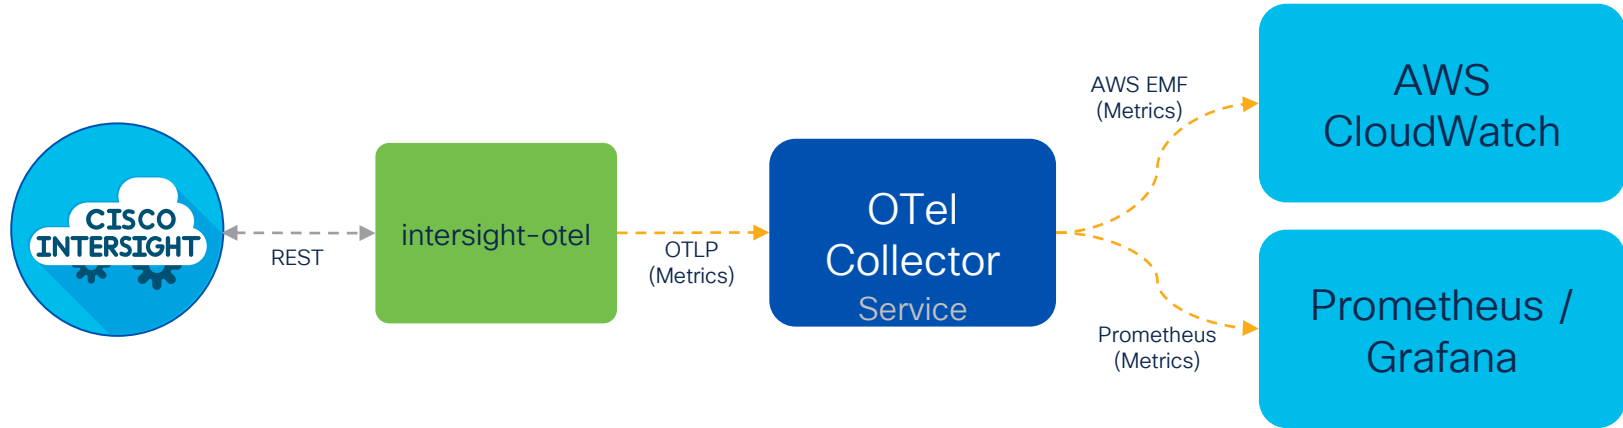 CISCO
INTERSIGHT
REST
intersight-otel
OTLP
(Metrics)
OTel
Collector
Service
AWS EMF
(Metrics)
Prometheus
(Metrics)
AWS
CloudWatch
Prometheus /
Grafana